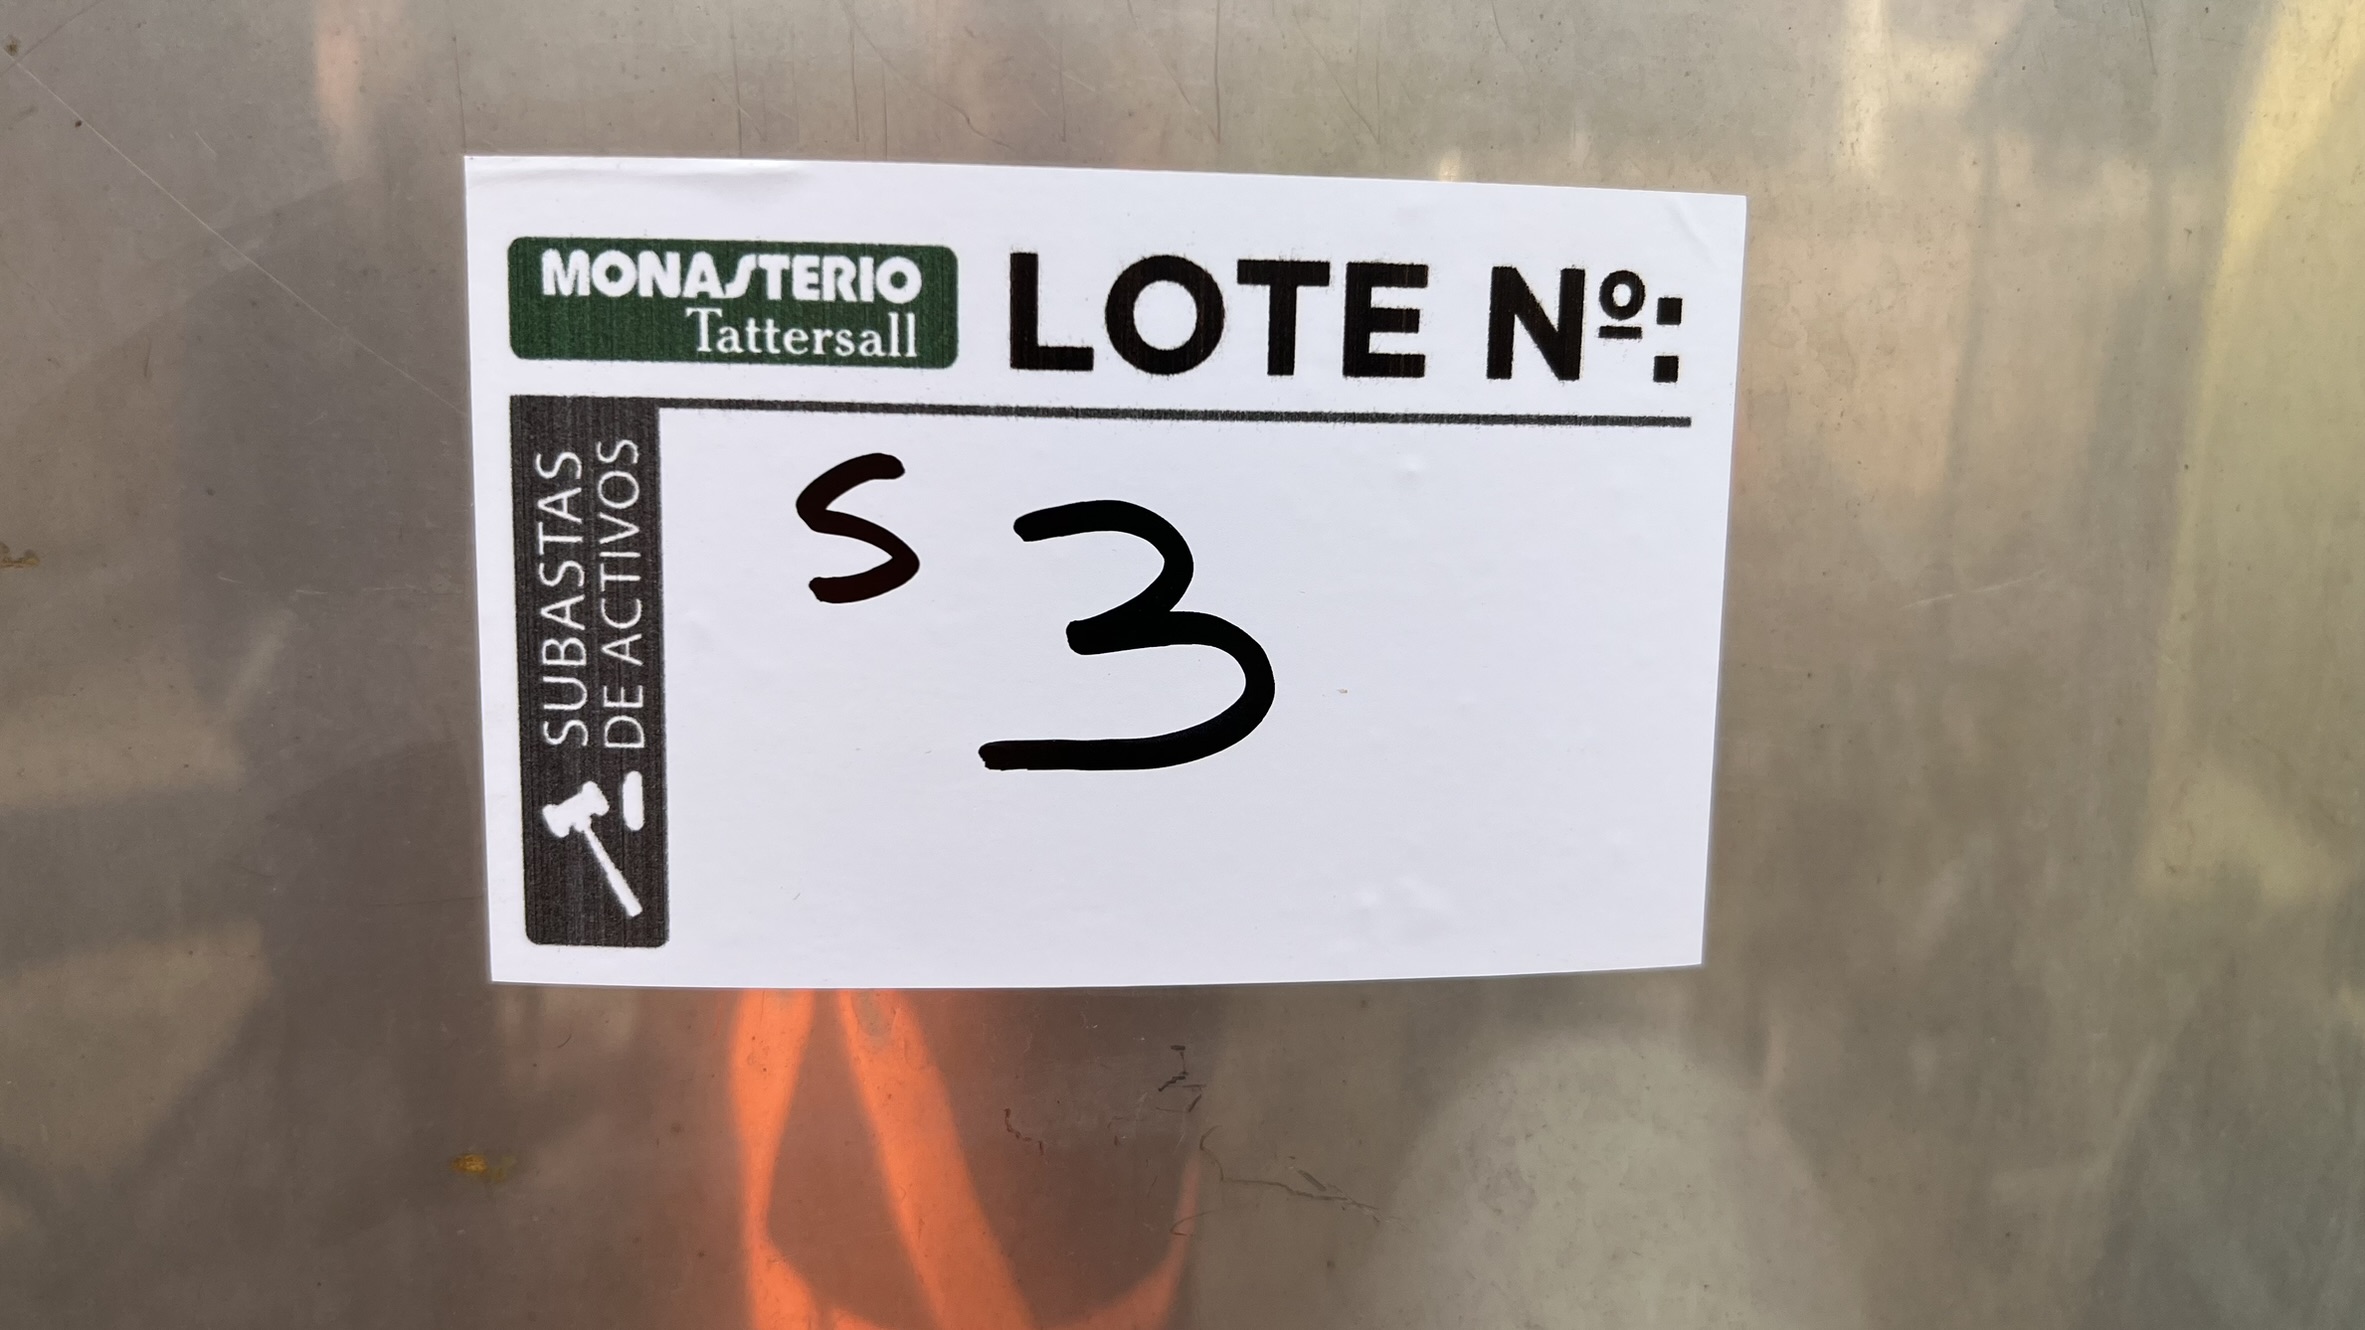 MONASTERIO
Tattersall
LOTE Nº:
SUBASTAS
DE ACTIVOS
S 3